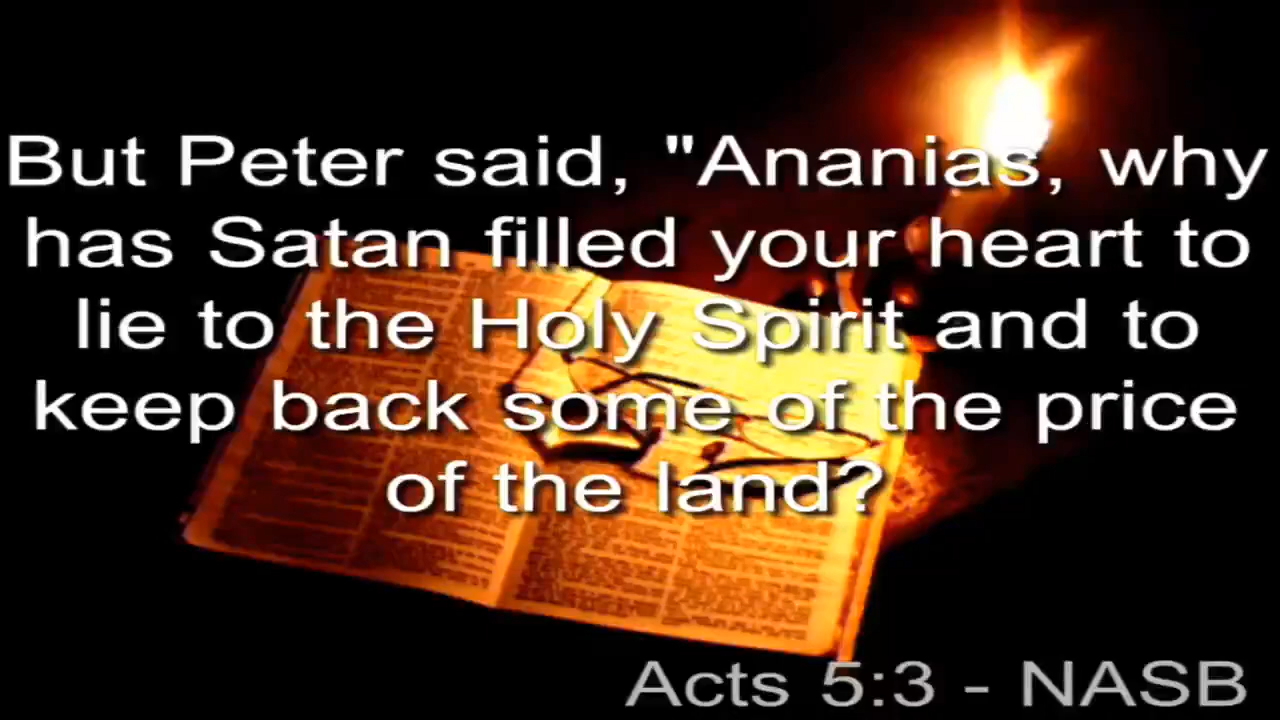 But Peter said, "Ananias, why
has Satan filled your heart to
lie to the Holy Spirit and to
keep back some of the price
of the land?
Acts 5:3 - NASB